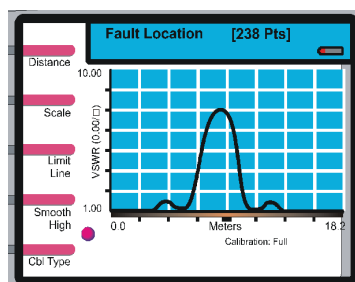 Fault Location [238 Pts]
Distance
10.00
Scale
VSWR (0.00/□)
Limit
Line
Smooth
High
1.00
0.0 Meters 18.2
Calibration: Full
Cbl Type